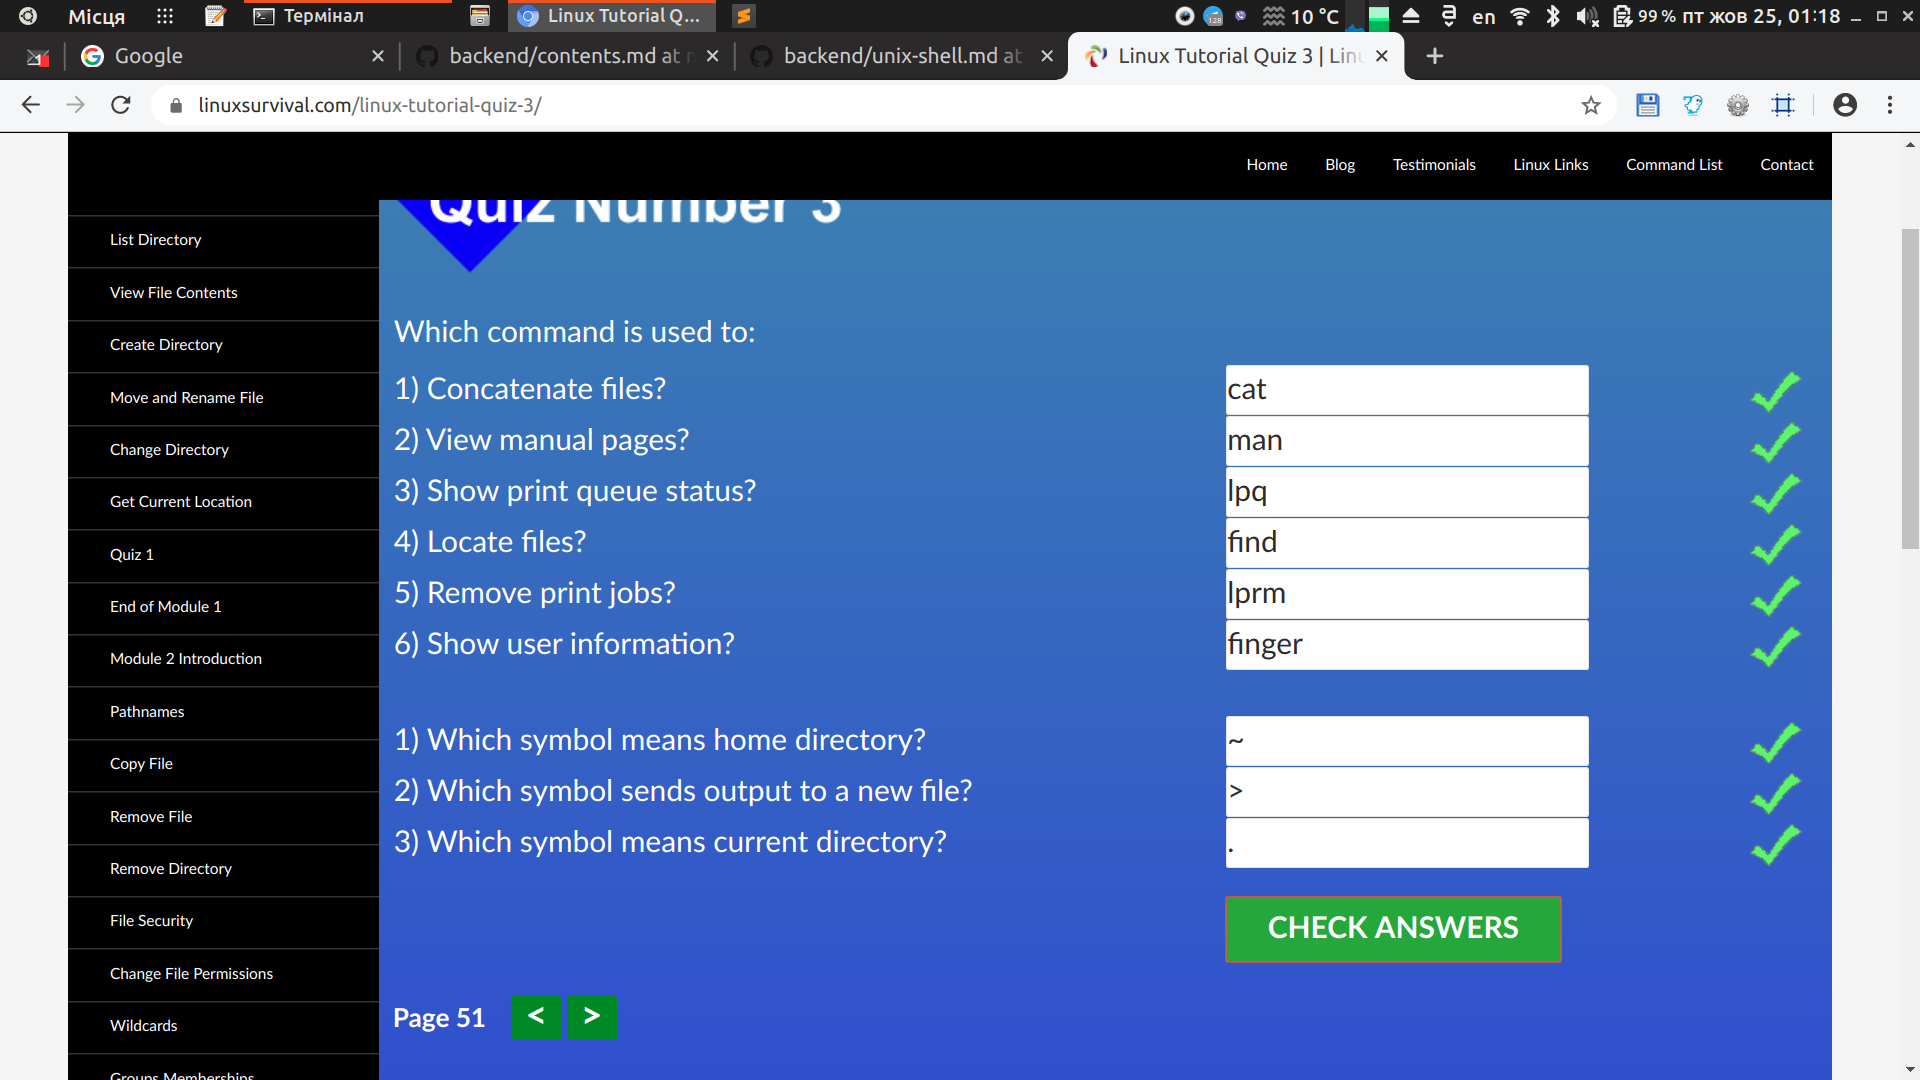 Місця
Термінал
Linux Tutorial Q...
128
10 °C
en
99 % пт жов 25, 01:18
Google
backend/contents.md at
backend/unix-shell.md at
Linux Tutorial Quiz 3 | Lin
linuxsurvival.com/linux-tutorial-quiz-3/
Home Blog Testimonials Linux Links Command List Contact
Quiz Number 3
List Directory
View File Contents
Create Directory
Move and Rename File
Change Directory
Get Current Location
Quiz 1
End of Module 1
Module 2 Introduction
Pathnames
Copy File
Remove File
Remove Directory
File Security
Change File Permissions
Wildcards
Groups Memberships
Which command is used to:
1) Concatenate files? cat
2) View manual pages? man
3) Show print queue status? lpq
4) Locate files? find
5) Remove print jobs? lprm
6) Show user information? finger
1) Which symbol means home directory? ~
2) Which symbol sends output to a new file? >
3) Which symbol means current directory? .
CHECK ANSWERS
Page 51 < >